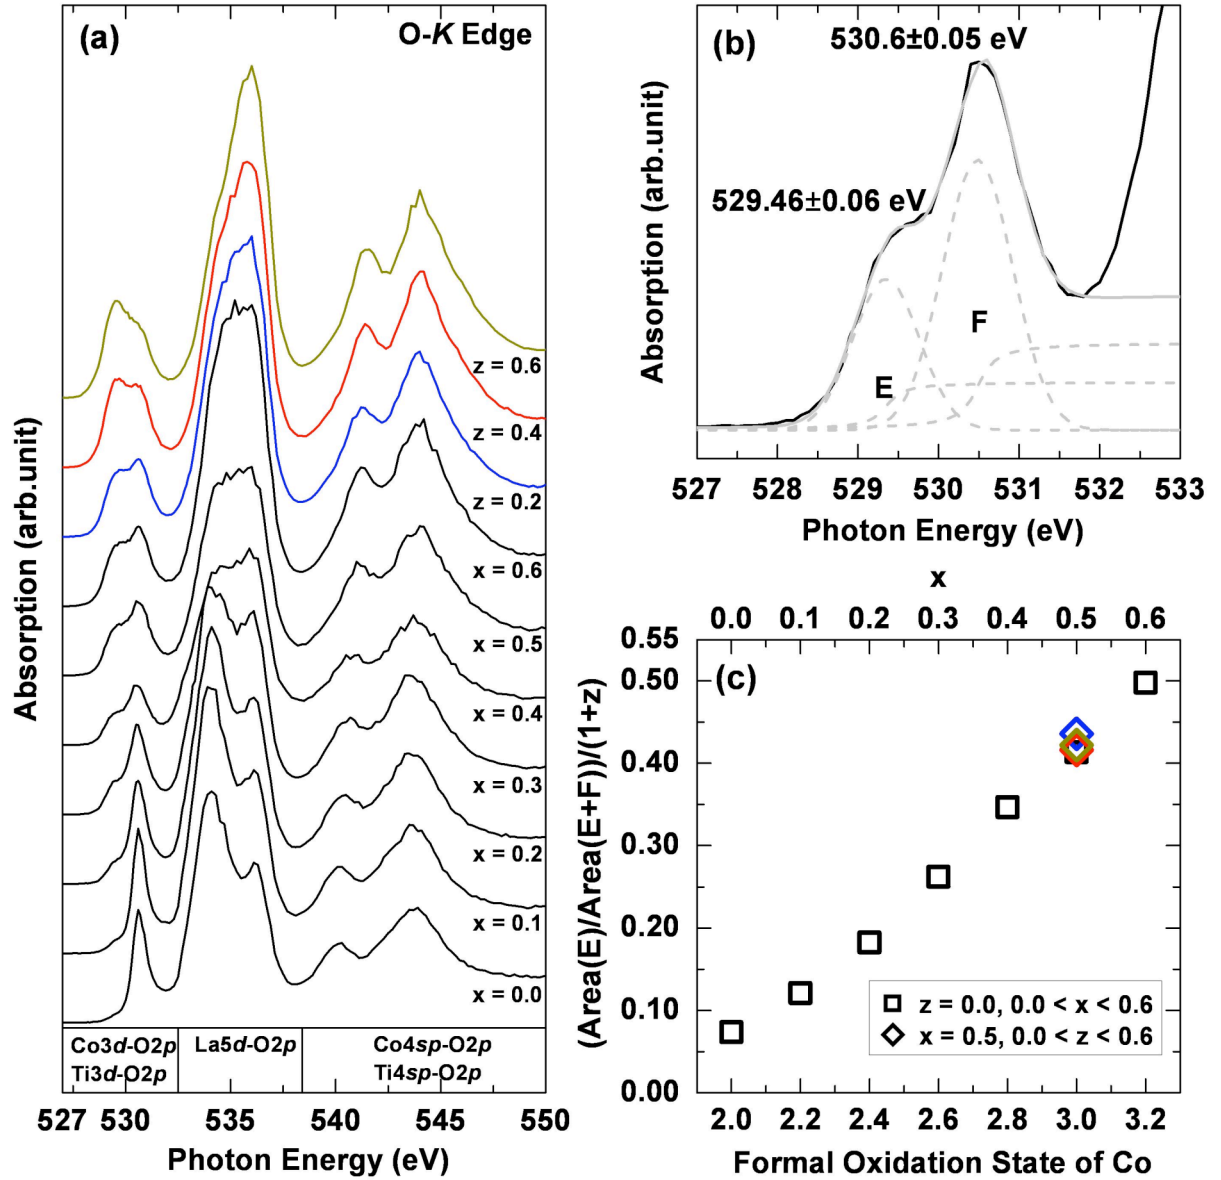 (a)
O-K Edge
z = 0.6
z = 0.4
z = 0.2
x = 0.6
x = 0.5
x = 0.4
x = 0.3
x = 0.2
x = 0.1
x = 0.0
Co3d-O2p
Ti3d-O2p
La5d-O2p
Co4sp-O2p
Ti4sp-O2p
527 530 535 540 545 550
Photon Energy (eV)
Absorption (arb.unit)
(b)
530.6±0.05 eV
529.46±0.06 eV
E
F
527 528 529 530 531 532 533
Photon Energy (eV)
Absorption (arb.unit)
x
0.0 0.1 0.2 0.3 0.4 0.5 0.6
(c)
0.55
0.50
0.40
0.30
0.20
0.10
0.00
(Area(E)/Area(E+F))/(1+z)
z = 0.0, 0.0 < x < 0.6
x = 0.5, 0.0 < z < 0.6
2.0 2.2 2.4 2.6 2.8 3.0 3.2
Formal Oxidation State of Co